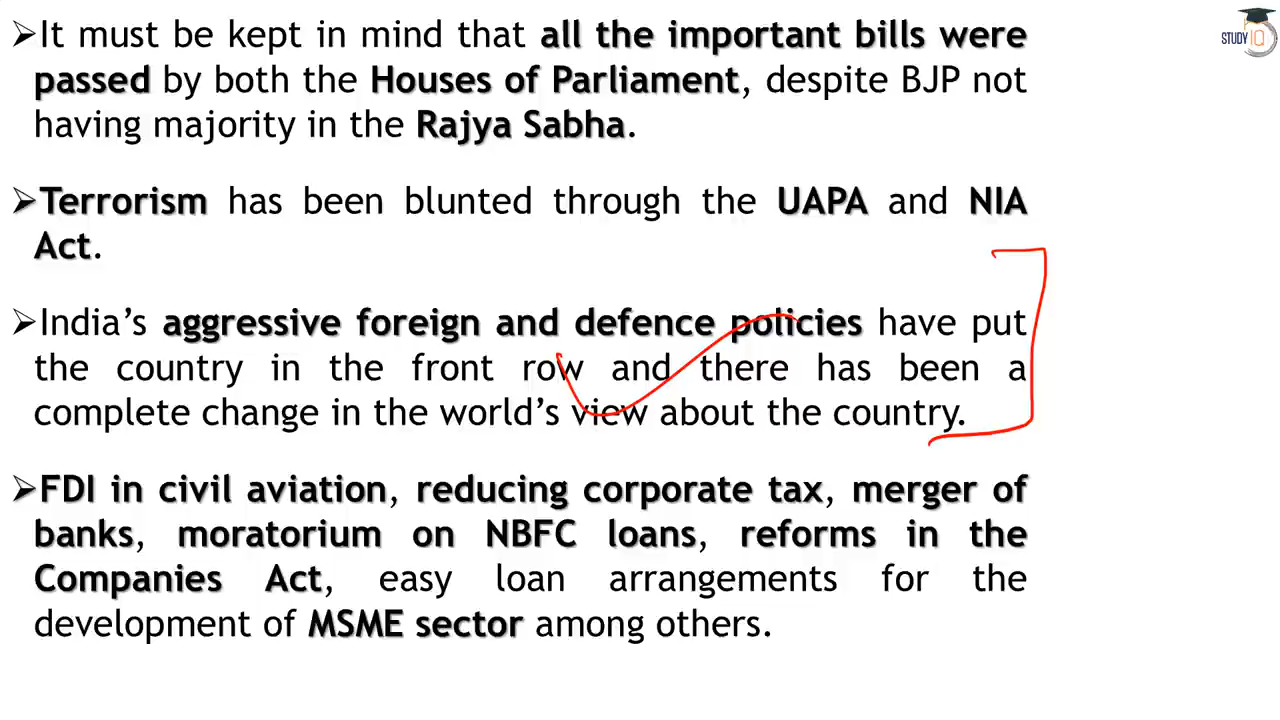 ➢It must be kept in mind that all the important bills were
passed by both the Houses of Parliament, despite BJP not
having majority in the Rajya Sabha.
➢Terrorism has been blunted through the UAPA and NIA
Act.
➢India’s aggressive foreign and defence policies have put
the country in the front row and there has been a
complete change in the world’s view about the country.
➢FDI in civil aviation, reducing corporate tax, merger of
banks, moratorium on NBFC loans, reforms in the
Companies Act, easy loan arrangements for the
development of MSME sector among others.
STUDY IQ